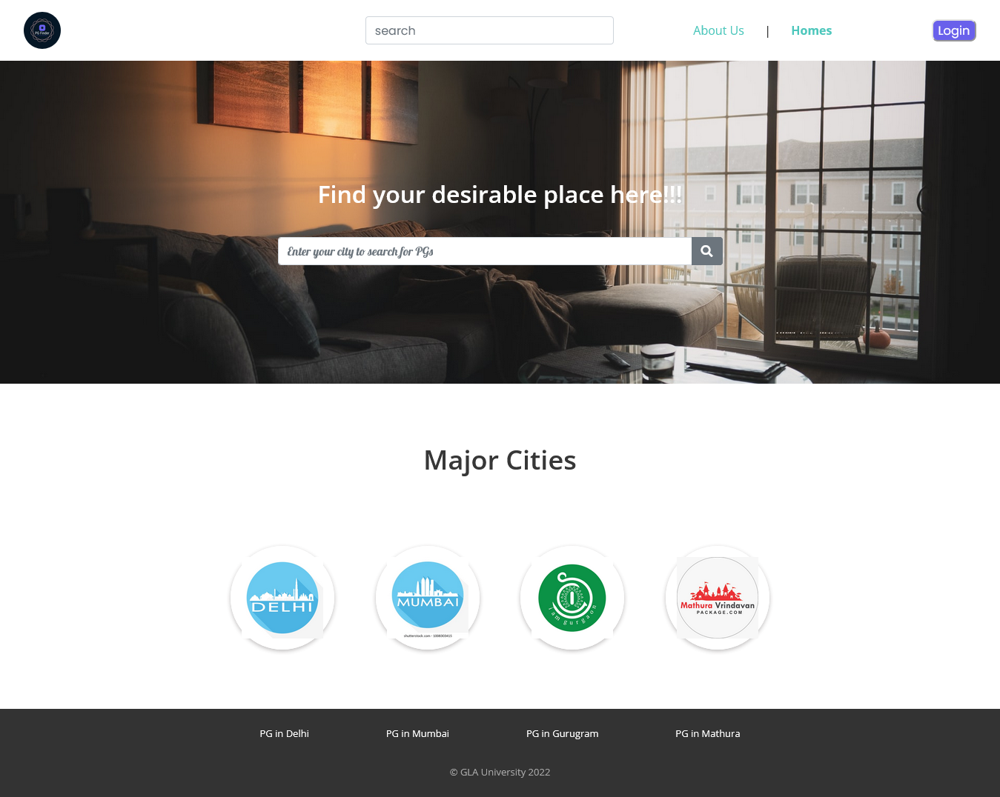 PG Finder
search
About Us | Homes
Login
Find your desirable place here!!!
Enter your city to search for PGs
Major Cities
DELHI
MUMBAI
shutterstock.com · 1008303415
I am gurgaon
Mathura Vrindavan
PACKAGE.COM
PG in Delhi PG in Mumbai PG in Gurugram PG in Mathura
© GLA University 2022